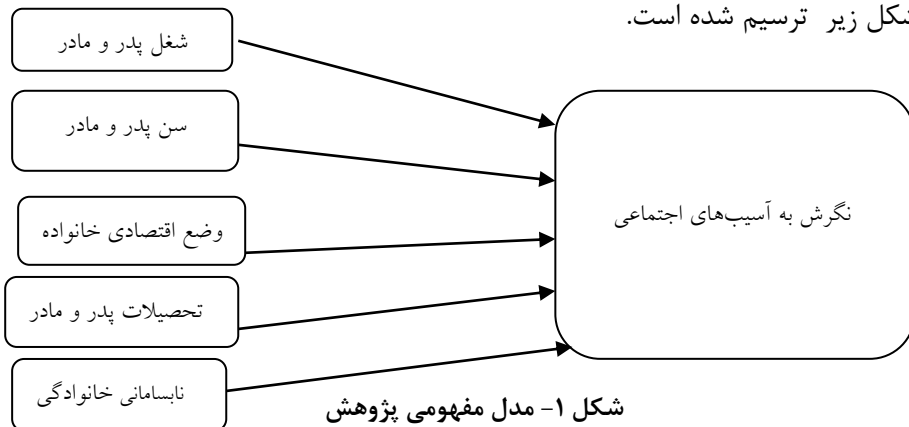 شکل زیر ترسیم شده است.
شغل پدر و مادر
سن پدر و مادر
وضع اقتصادی خانواده
تحصیلات پدر و مادر
نابسامانی خانوادگی
نگرش به آسیب‌های اجتماعی
شکل ۱- مدل مفهومی پژوهش